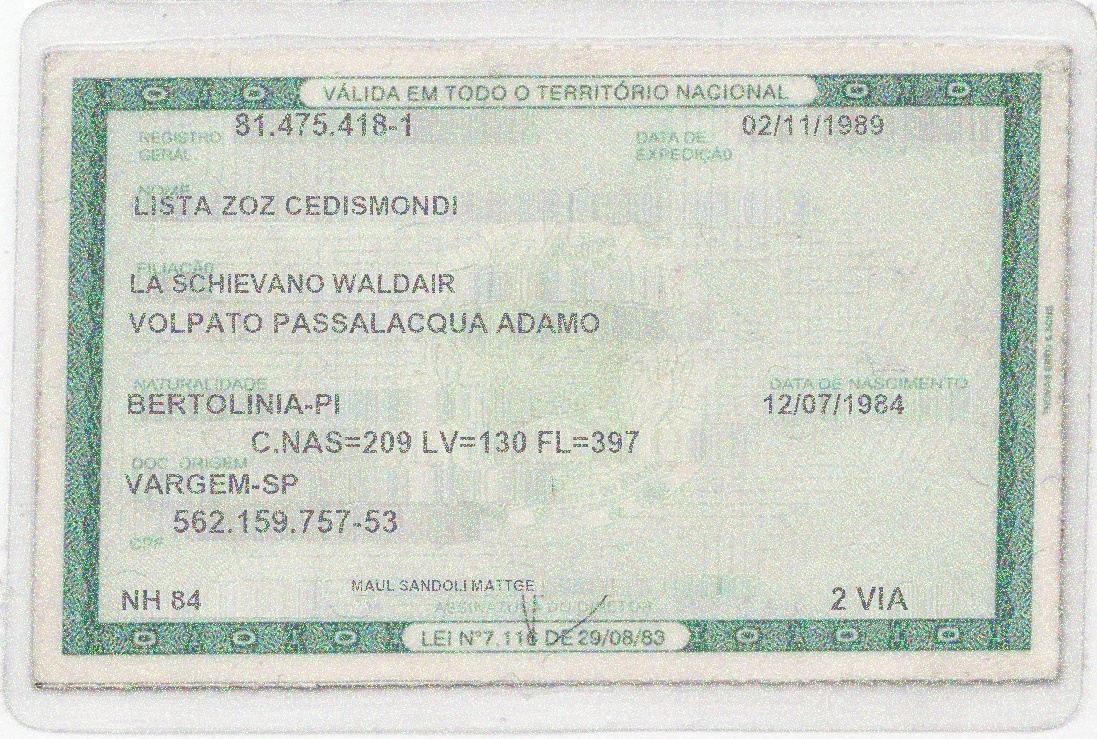 VÁLIDA EM TODO O TERRITÓRIO NACIONAL
REGISTRO GERAL 81.475.418-1 DATA DE EXPEDIÇÃO 02/11/1989
NOME
LISTA ZOZ CEDISMONDI
FILIAÇÃO
LA SCHIEVANO WALDAIR
VOLPATO PASSALACQUA ADAMO
NATURALIDADE DATA DE NASCIMENTO
BERTOLINIA-PI 12/07/1984
C.NAS=209 LV=130 FL=397
DOC. ORIGEM
VARGEM-SP
562.159.757-53
CPF
MAUL SANDOLI MATTGE
NH 84 2 VIA
ASSINATURA DO DIRETOR
LEI Nº7.116 DE 29/08/83